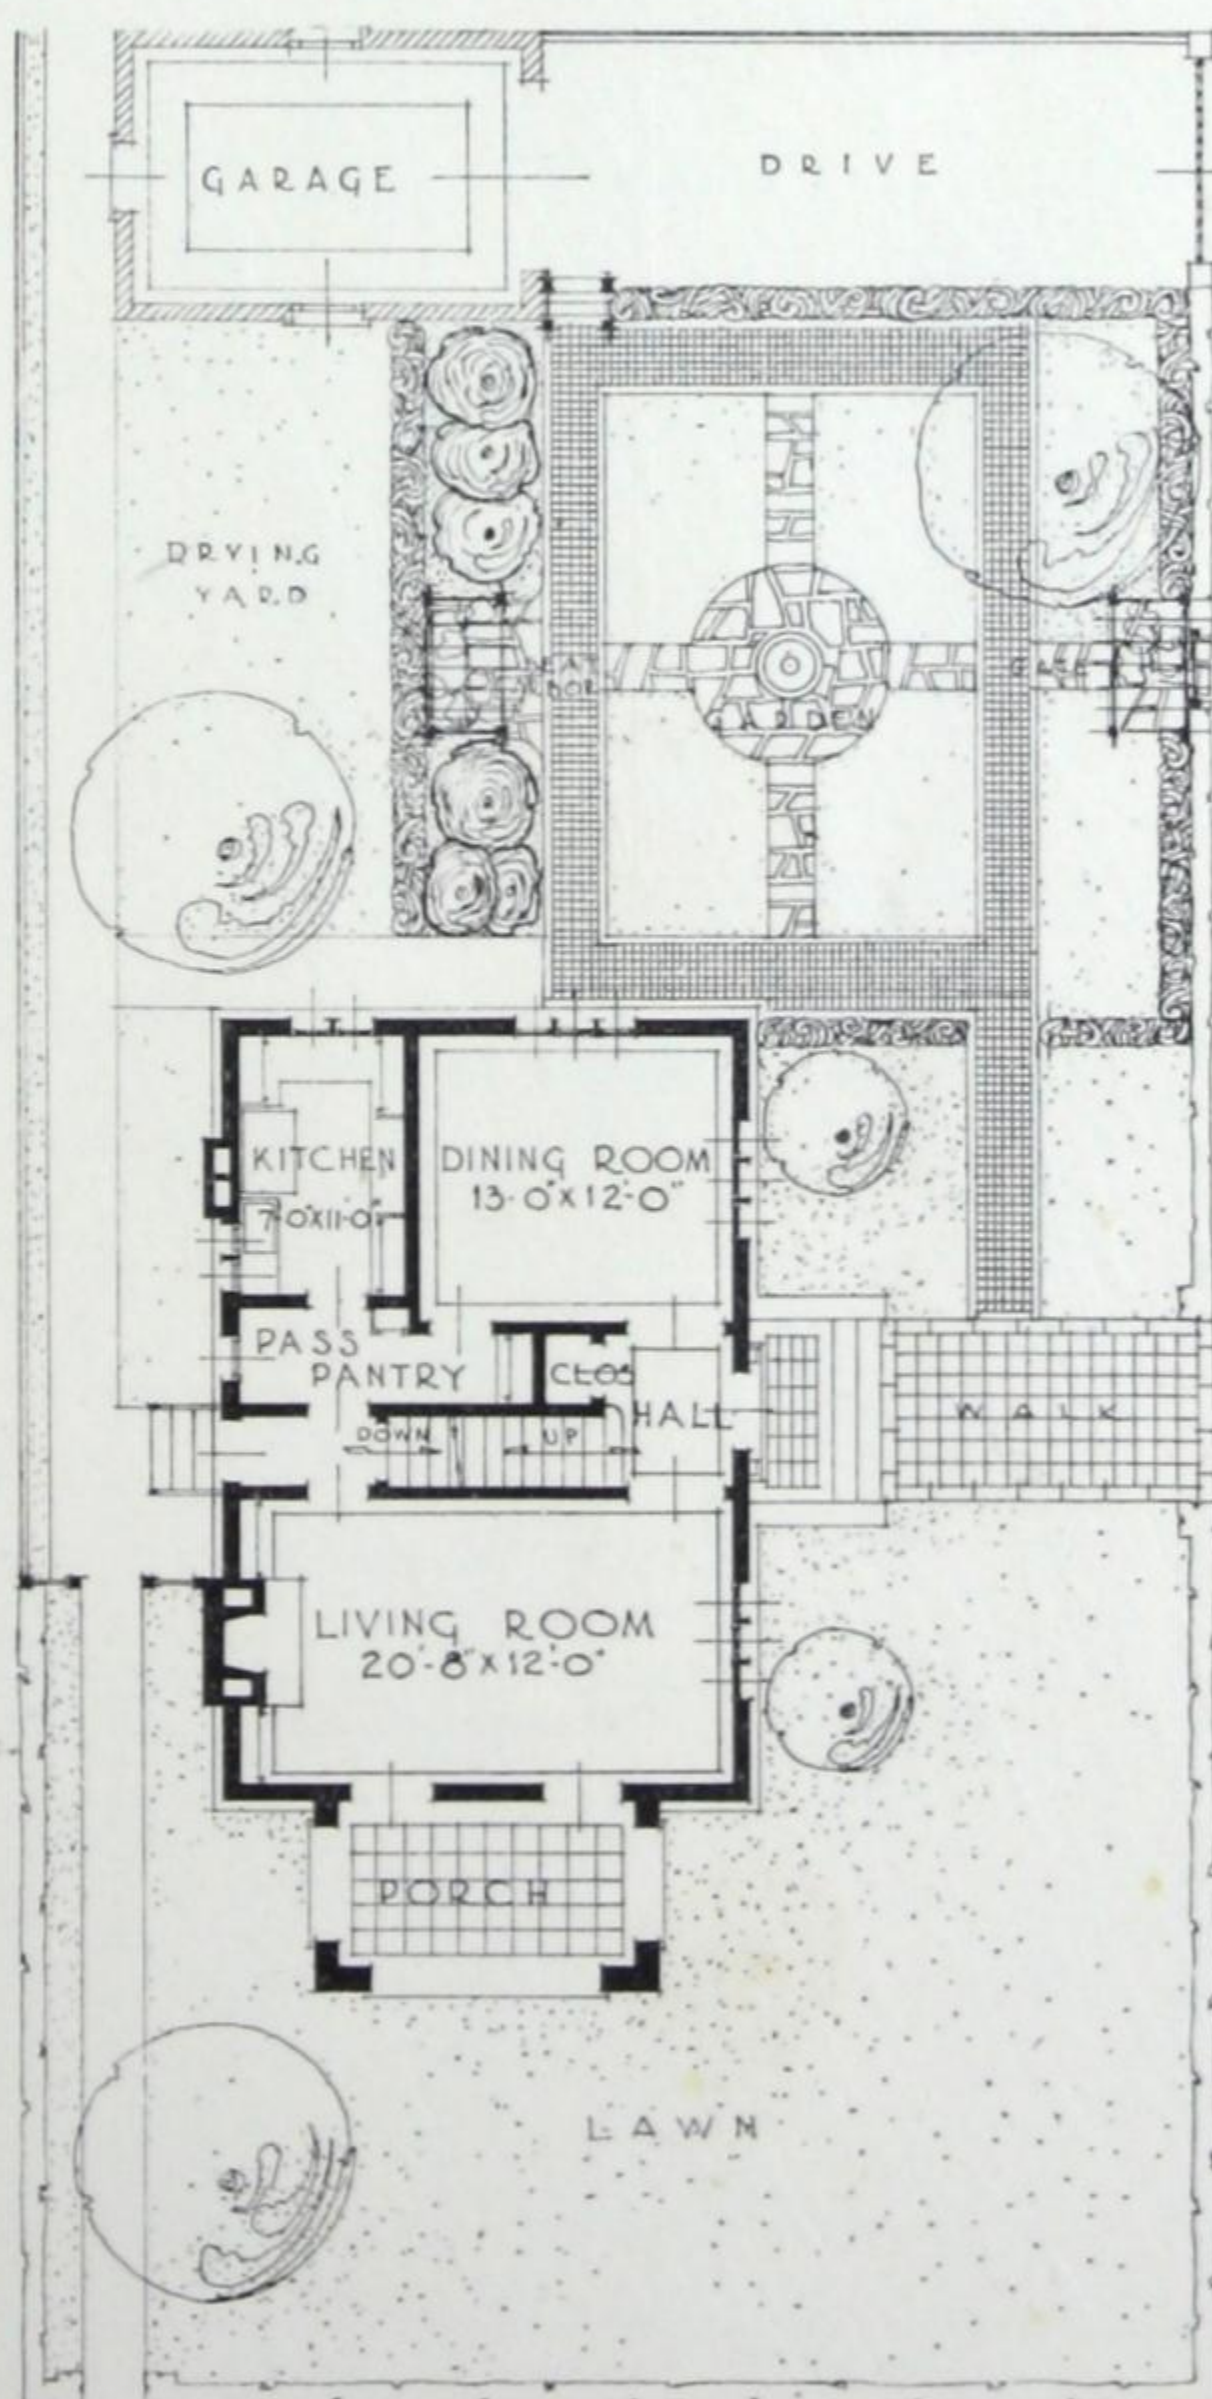 GARAGE
DRIVE
DRYING
YARD
GARDEN
KITCHEN
7-0"X11-0"
DINING ROOM
13-0"X12'-0"
PASS
PANTRY
CLOS
HALL
DOWN
UP
WALK
LIVING ROOM
20'-8"X12'-0"
PORCH
LAWN